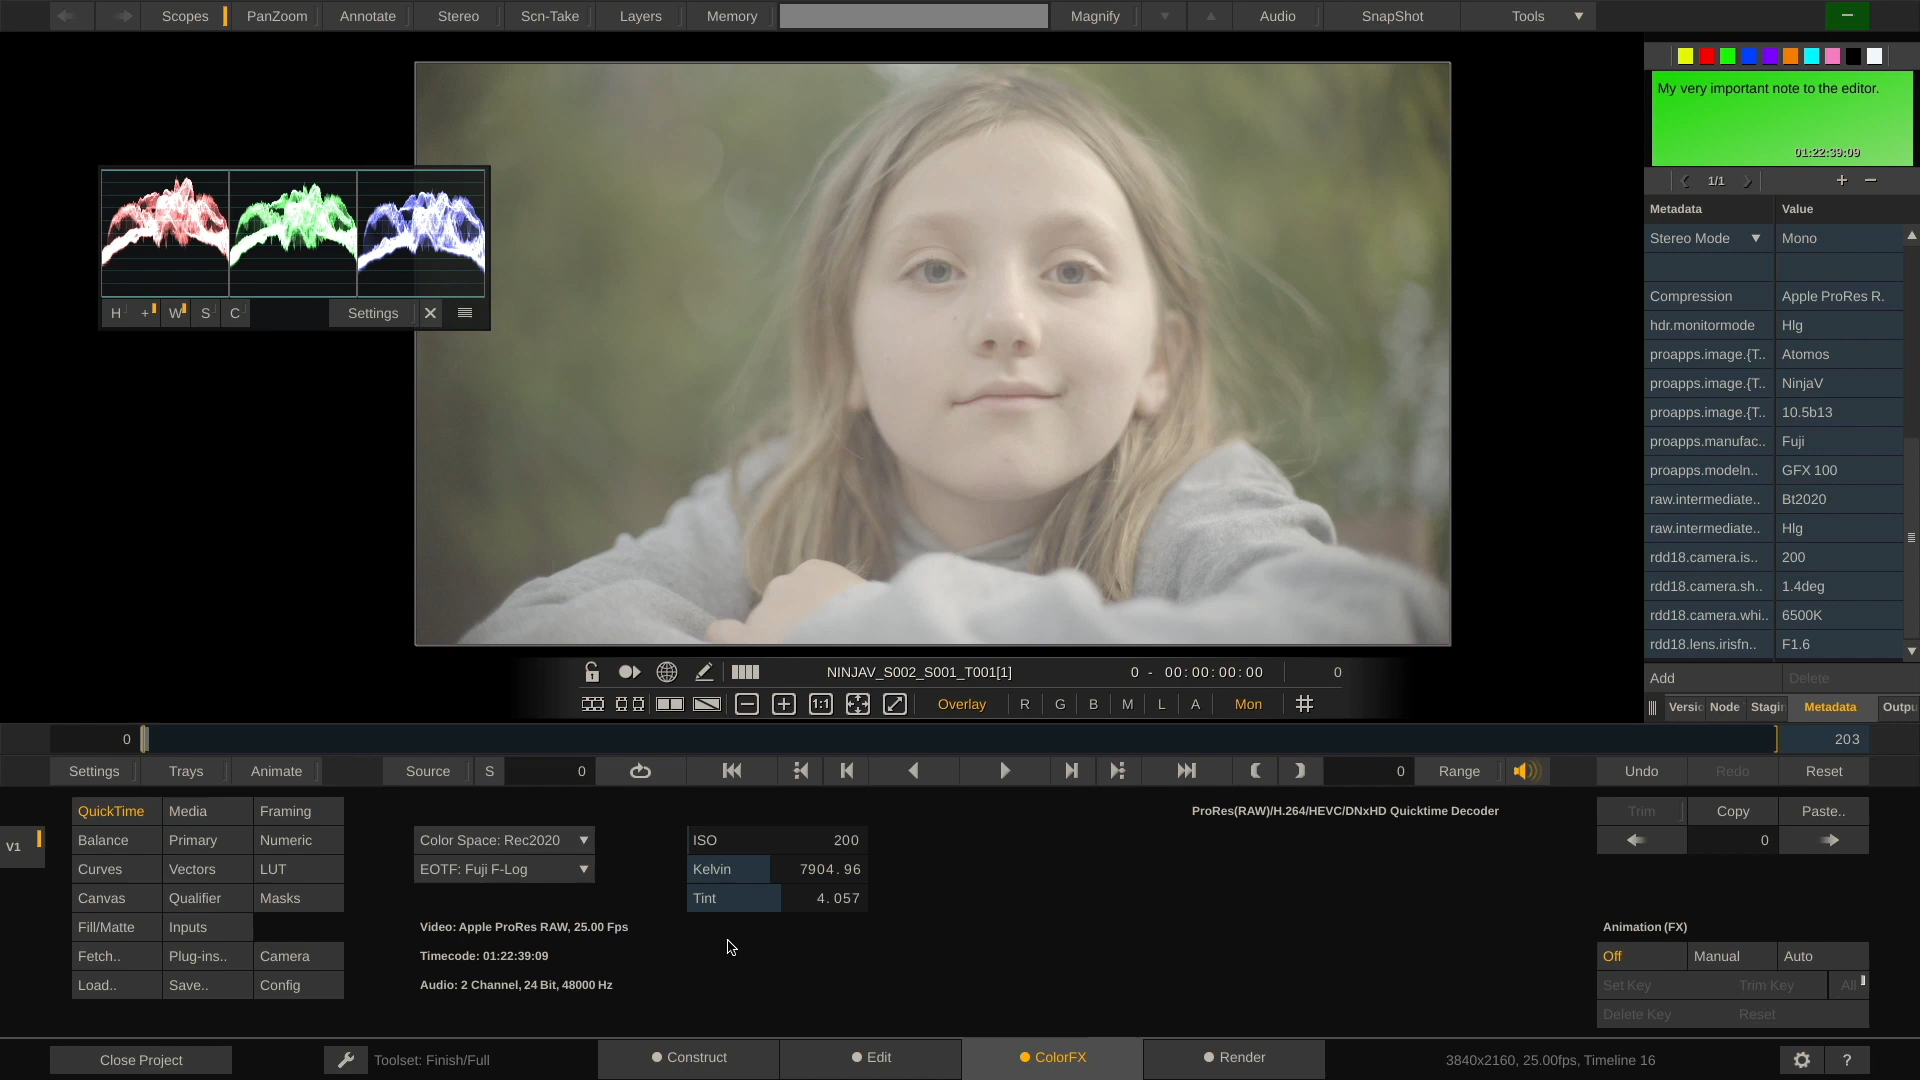 Scopes PanZoom Annotate Stereo Scn-Take Layers Memory Magnify Audio SnapShot Tools
My very important note to the editor.
01:22:39:09
1/1 + −
Metadata Value
Stereo Mode Mono
Compression Apple ProRes R.
hdr.monitormode Hlg
proapps.image.{T.. Atomos
proapps.image.{T.. NinjaV
proapps.image.{T.. 10.5b13
proapps.manufac.. Fuji
proapps.modeln.. GFX 100
raw.intermediate.. Bt2020
raw.intermediate.. Hlg
rdd18.camera.is.. 200
rdd18.camera.sh.. 1.4deg
rdd18.camera.whi.. 6500K
rdd18.lens.irisfn.. F1.6
Add Delete
Versic Node Stagin Metadata Outpu
H + W S C Settings
NINJAV_S002_S001_T001[1] 0 - 00:00:00:00 0
1:1 Overlay R G B M L A Mon
0 203
Settings Trays Animate Source S 0 0 Range Undo Redo Reset
QuickTime Media Framing
Balance Primary Numeric
Curves Vectors LUT
Canvas Qualifier Masks
Fill/Matte Inputs
Fetch.. Plug-ins.. Camera
Load.. Save.. Config
V1
Color Space: Rec2020
EOTF: Fuji F-Log
ISO 200
Kelvin 7904.96
Tint 4.057
Video: Apple ProRes RAW, 25.00 Fps
Timecode: 01:22:39:09
Audio: 2 Channel, 24 Bit, 48000 Hz
ProRes(RAW)/H.264/HEVC/DNxHD Quicktime Decoder
Trim Copy Paste..
0
Animation (FX)
Off Manual Auto
Set Key Trim Key All
Delete Key Reset
Close Project Toolset: Finish/Full Construct Edit ColorFX Render 3840x2160, 25.00fps, Timeline 16 ?